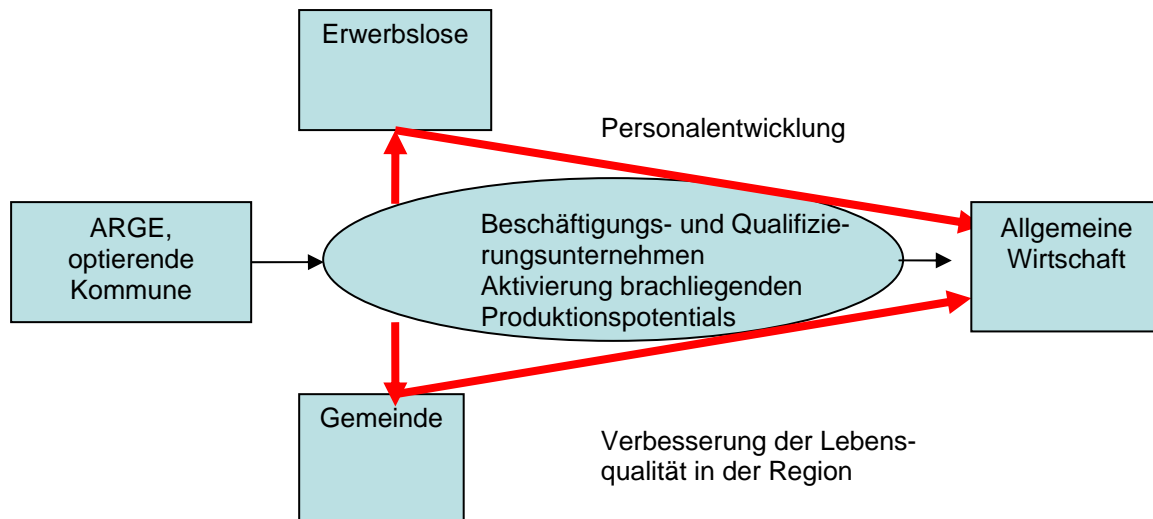 Erwerbslose
Personalentwicklung
ARGE,
optierende
Kommune
Beschäftigungs- und Qualifizie-
rungsunternehmen
Aktivierung brachliegenden
Produktionspotentials
Allgemeine
Wirtschaft
Gemeinde
Verbesserung der Lebens-
qualität in der Region